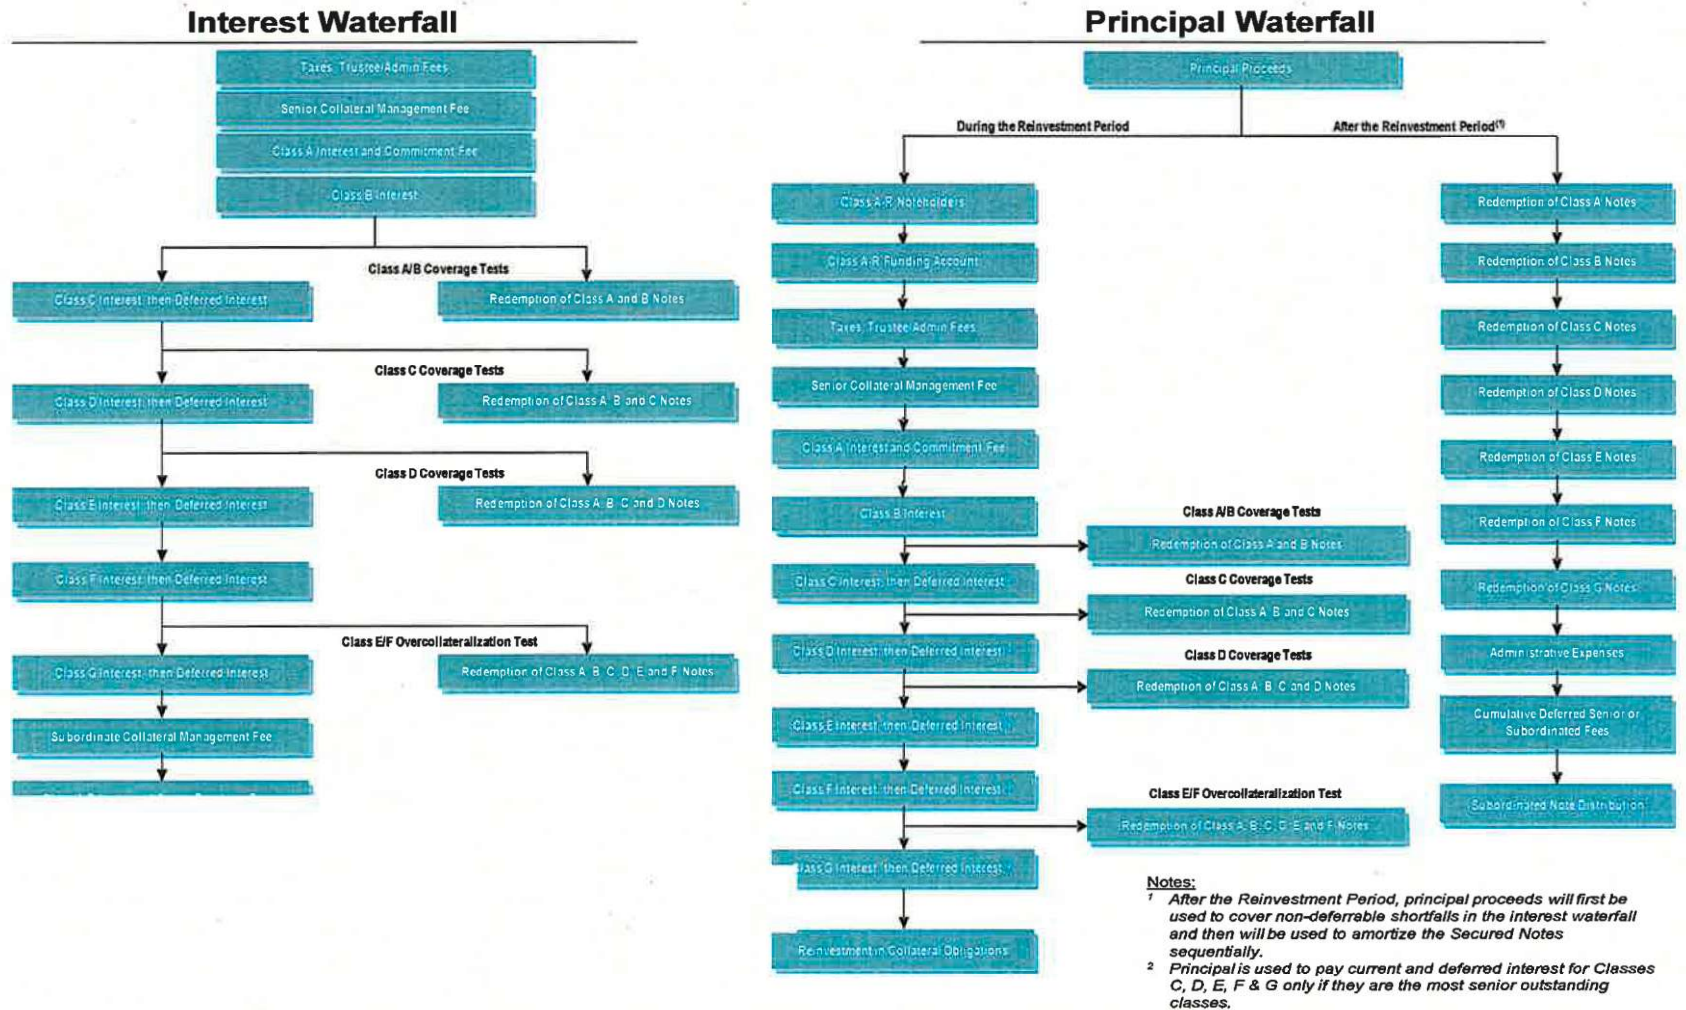 Interest Waterfall
Taxes, Trustee/Admin Fees
Senior Collateral Management Fee
Class A Interest and Commitment Fee
Class B Interest
Class A/B Coverage Tests
Class C Interest, then Deferred Interest
Redemption of Class A and B Notes
Class C Coverage Tests
Class D Interest, then Deferred Interest
Redemption of Class A, B and C Notes
Class D Coverage Tests
Class E Interest, then Deferred Interest
Redemption of Class A, B, C and D Notes
Class F Interest, then Deferred Interest
Class E/F Overcollateralization Test
Class G Interest, then Deferred Interest
Redemption of Class A, B, C, D, E and F Notes
Subordinate Collateral Management Fee
Principal Waterfall
Principal Proceeds
During the Reinvestment Period
After the Reinvestment Period(1)
Class A-R Noteholders
Class A-R Funding Account
Taxes, Trustee/Admin Fees
Senior Collateral Management Fee
Class A Interest and Commitment Fee
Class B Interest
Class A/B Coverage Tests
Redemption of Class A and B Notes
Class C Interest, then Deferred Interest
Class C Coverage Tests
Redemption of Class A, B and C Notes
Class D Interest, then Deferred Interest
Class D Coverage Tests
Redemption of Class A, B, C and D Notes
Class E Interest, then Deferred Interest
Class F Interest, then Deferred Interest
Class E/F Overcollateralization Test
Redemption of Class A, B, C, D, E and F Notes
lass G Interest, then Deferred Interest
Reinvestment in Collateral Obligations
Redemption of Class A Notes
Redemption of Class B Notes
Redemption of Class C Notes
Redemption of Class D Notes
Redemption of Class E Notes
Redemption of Class F Notes
Redemption of Class G Notes
Administrative Expenses
Cumulative Deferred Senior or
Subordinated Fees
Subordinated Note Distribution
Notes:
1 After the Reinvestment Period, principal proceeds will first be
used to cover non-deferrable shortfalls in the interest waterfall
and then will be used to amortize the Secured Notes
sequentially.
2 Principal is used to pay current and deferred interest for Classes
C, D, E, F & G only if they are the most senior outstanding
classes.